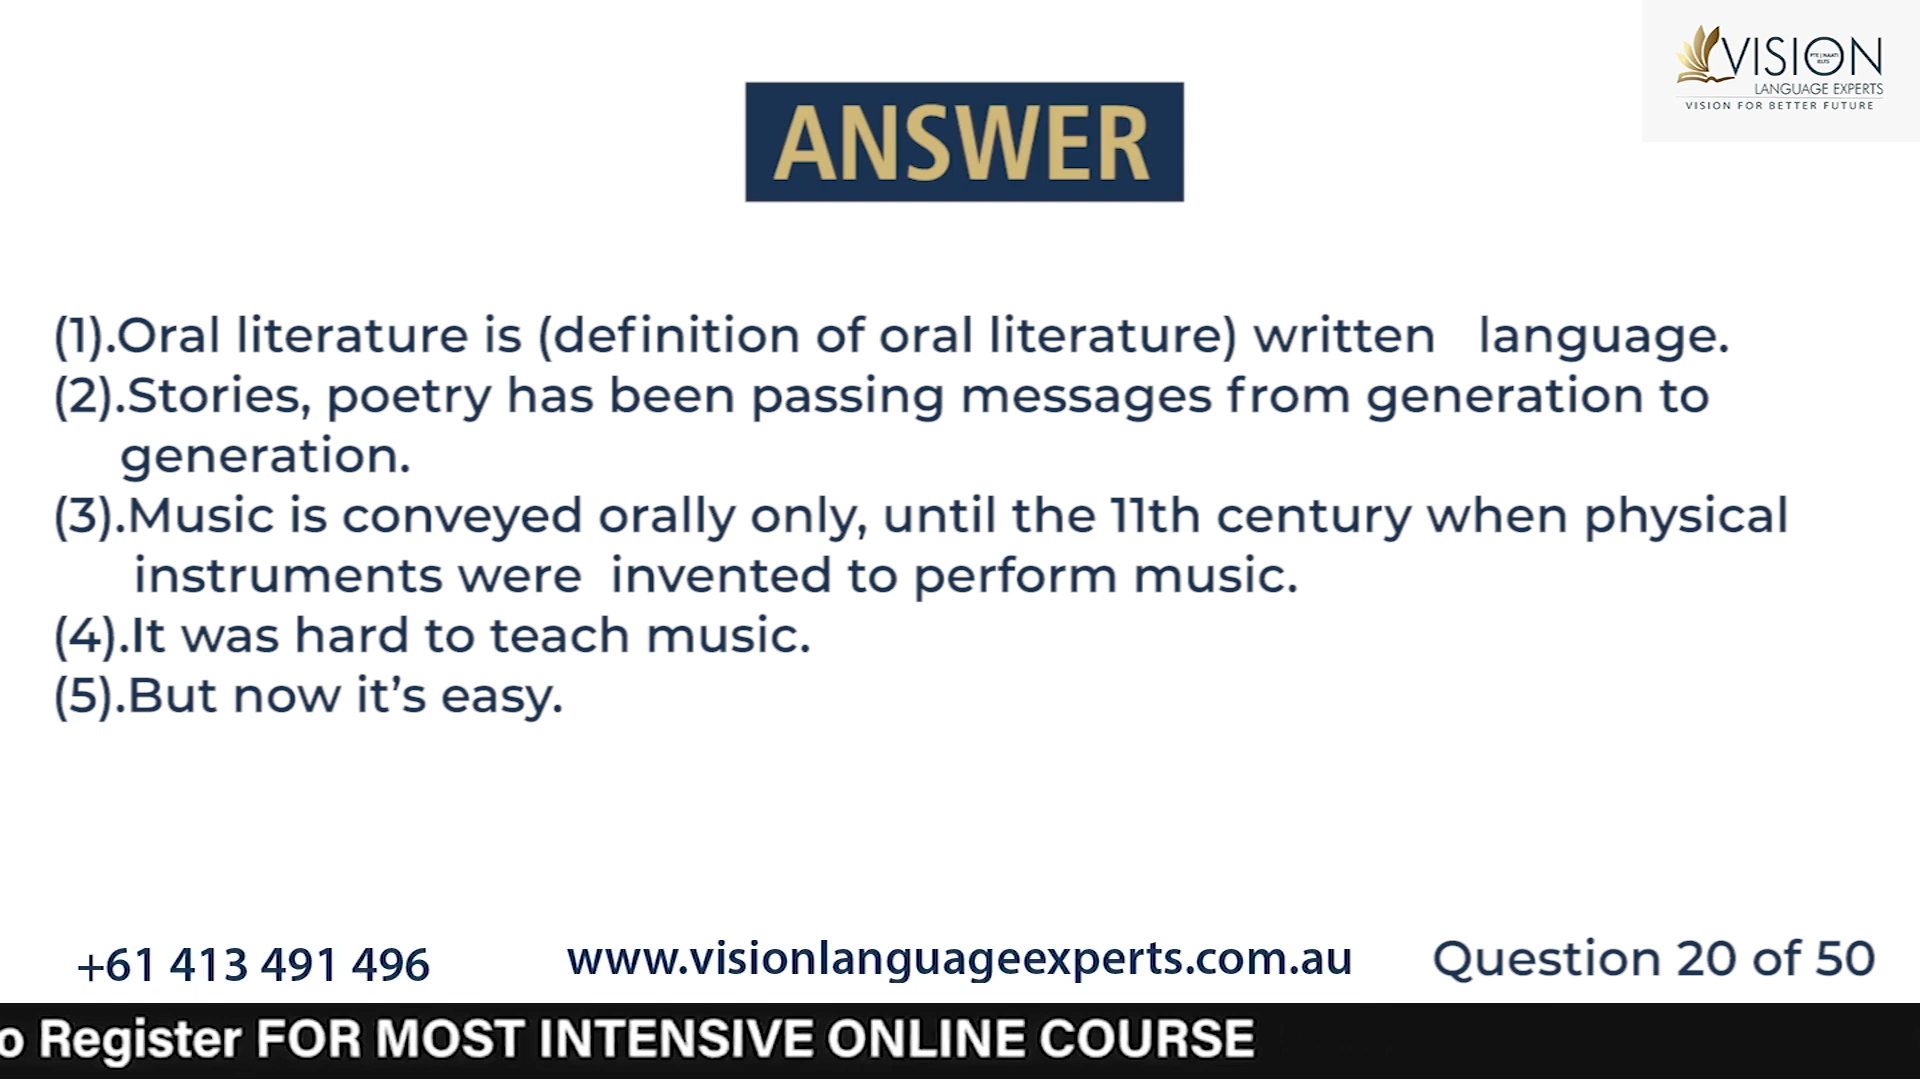 VISION
LANGUAGE EXPERTS
VISION FOR BETTER FUTURE
ANSWER
(1).Oral literature is (definition of oral literature) written language.
(2).Stories, poetry has been passing messages from generation to
generation.
(3).Music is conveyed orally only, until the 11th century when physical
instruments were invented to perform music.
(4).It was hard to teach music.
(5).But now it's easy.
+61 413 491 496
www.visionlanguageexperts.com.au
Question 20 of 50
o Register FOR MOST INTENSIVE ONLINE COURSE